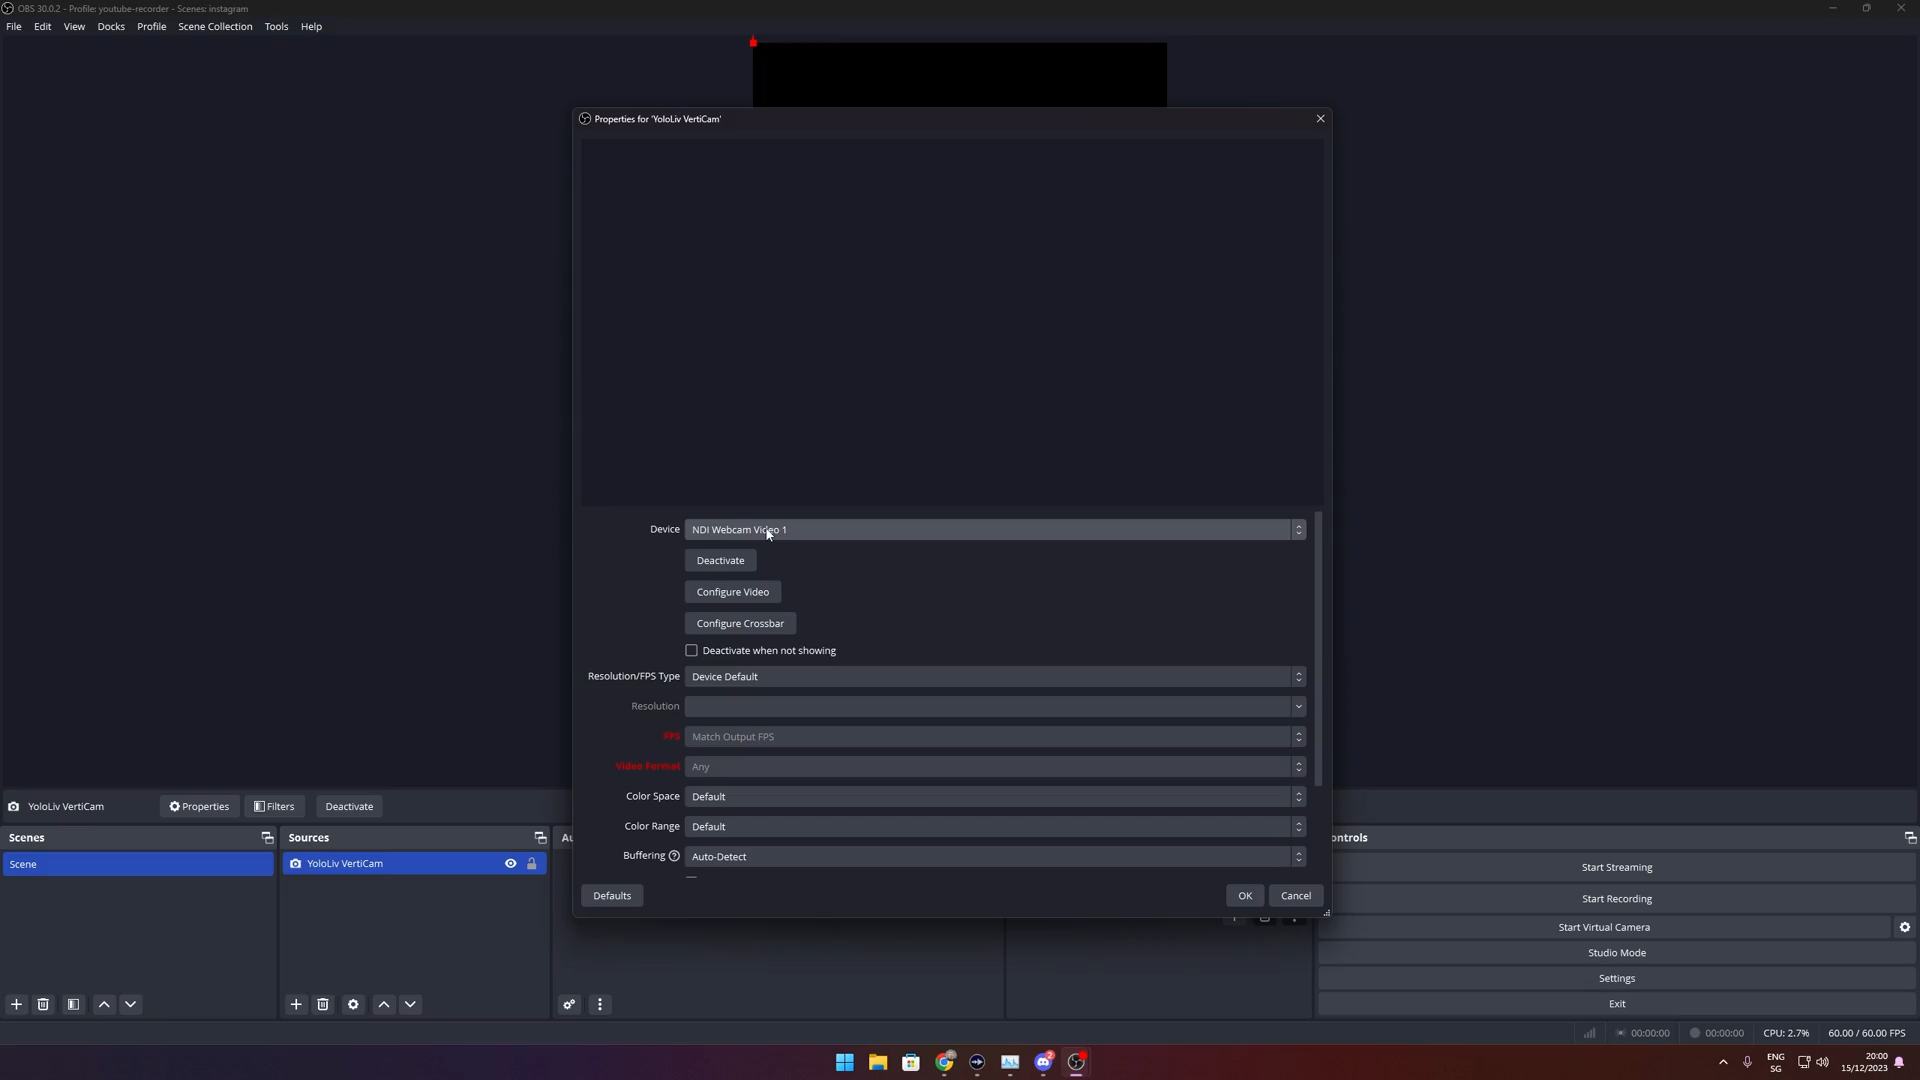 OBS 30.0.2 - Profile: youtube-recorder - Scenes: instagram
File Edit View Docks Profile Scene Collection Tools Help
Properties for 'YoloLiv VertiCam'
Device NDI Webcam Video 1
Deactivate
Configure Video
Configure Crossbar
Deactivate when not showing
Resolution/FPS Type Device Default
Resolution
FPS Match Output FPS
Video Format Any
Color Space Default
Color Range Default
Buffering Auto-Detect
Defaults OK Cancel
YoloLiv VertiCam Properties Filters Deactivate
Scenes Sources Au ontrols
Scene YoloLiv VertiCam
Start Streaming
Start Recording
Start Virtual Camera
Studio Mode
Settings
Exit
00:00:00 00:00:00 CPU: 2.7% 60.00 / 60.00 FPS
2
ENG 20:00
SG 15/12/2023